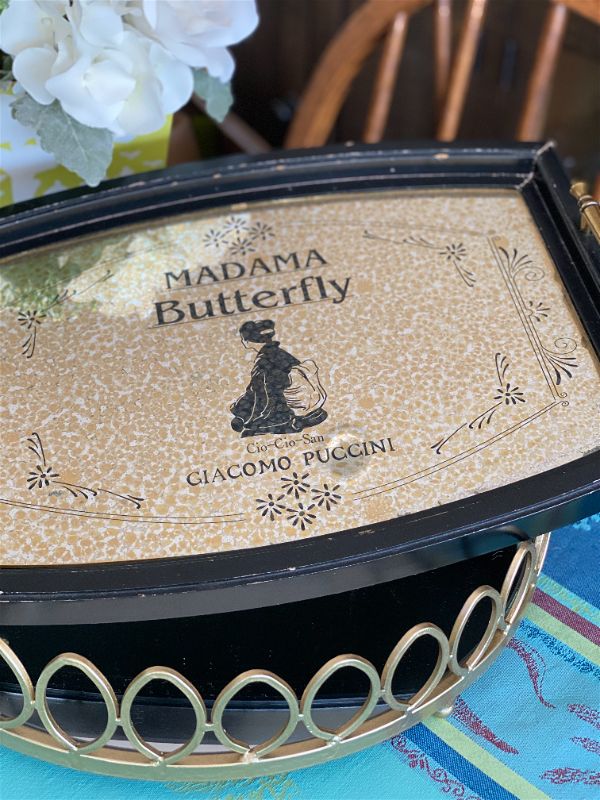 MADAMA
Butterfly
Cio-Cio-San
GIACOMO PUCCINI